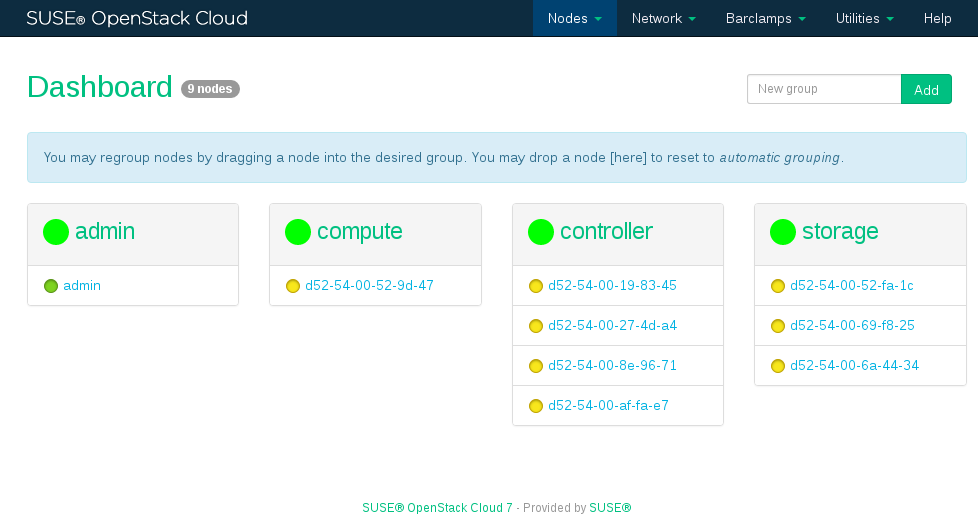 SUSE® OpenStack Cloud
Nodes Network Barclamps Utilities Help
Dashboard 9 nodes
New group Add
You may regroup nodes by dragging a node into the desired group. You may drop a node [here] to reset to automatic grouping.
admin
admin
compute
d52-54-00-52-9d-47
controller
d52-54-00-19-83-45
d52-54-00-27-4d-a4
d52-54-00-8e-96-71
d52-54-00-af-fa-e7
storage
d52-54-00-52-fa-1c
d52-54-00-69-f8-25
d52-54-00-6a-44-34
SUSE® OpenStack Cloud 7 - Provided by SUSE®